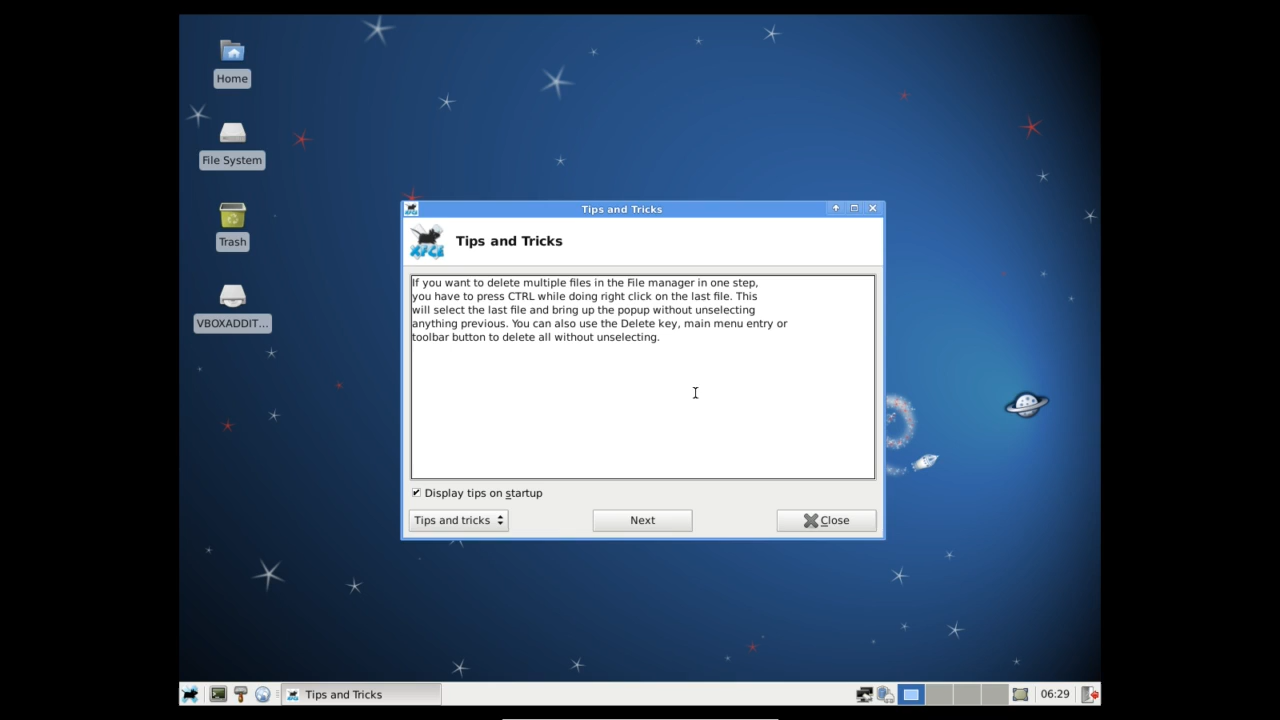 Home
File System
Trash
VBOXADDIT...
Tips and Tricks
XFCE
Tips and Tricks
If you want to delete multiple files in the File manager in one step,
you have to press CTRL while doing right click on the last file. This
will select the last file and bring up the popup without unselecting
anything previous. You can also use the Delete key, main menu entry or
toolbar button to delete all without unselecting.
Display tips on startup
Tips and tricks
Next
Close
Tips and Tricks
06:29